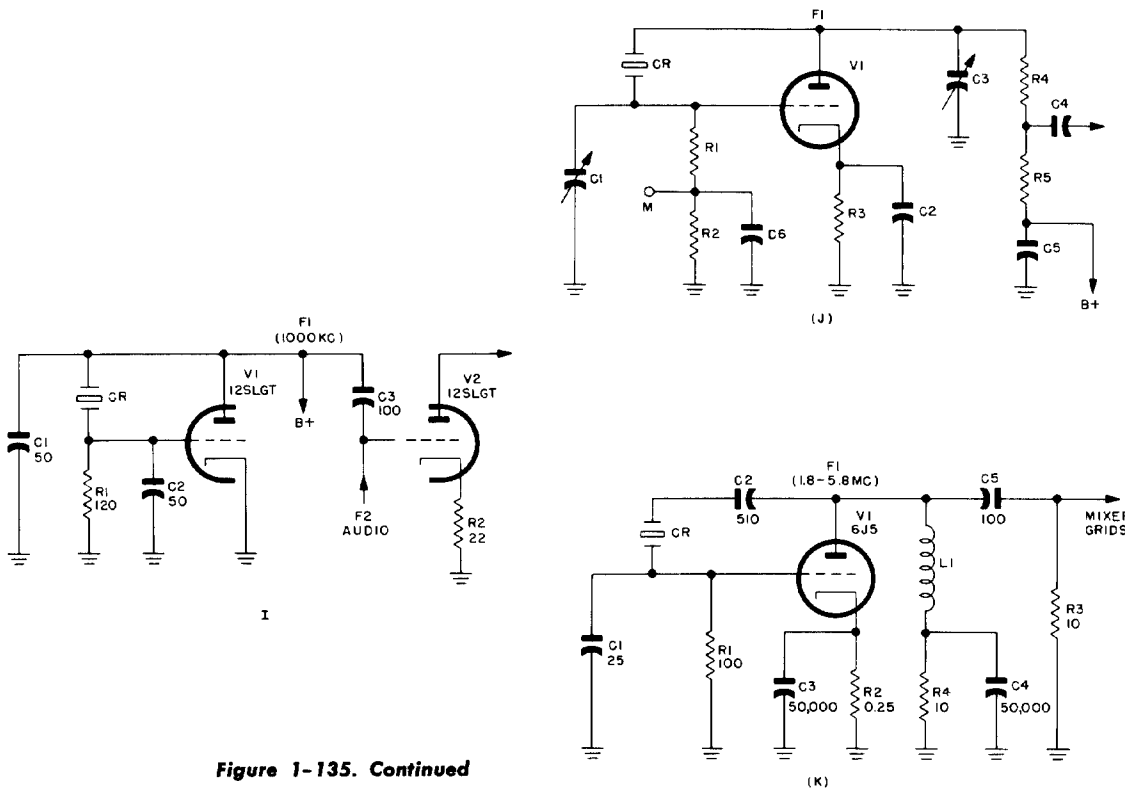 F1
CR
V1
C3
R4
C4
R1
C1
M
R2
D6
R3
C2
R5
C5
B+
(J)
F1
(1000KC)
V1
12SLGT
V2
12SLGT
CR
C3
100
B+
C1
50
R1
120
C2
50
F2
AUDIO
R2
22
I
F1
(1.8-5.8MC)
C2
510
V1
6J5
C5
100
MIXER
GRIDS
CR
L1
R3
10
C1
25
R1
100
C3
50,000
R2
0.25
R4
10
C4
50,000
(K)
Figure 1-135. Continued